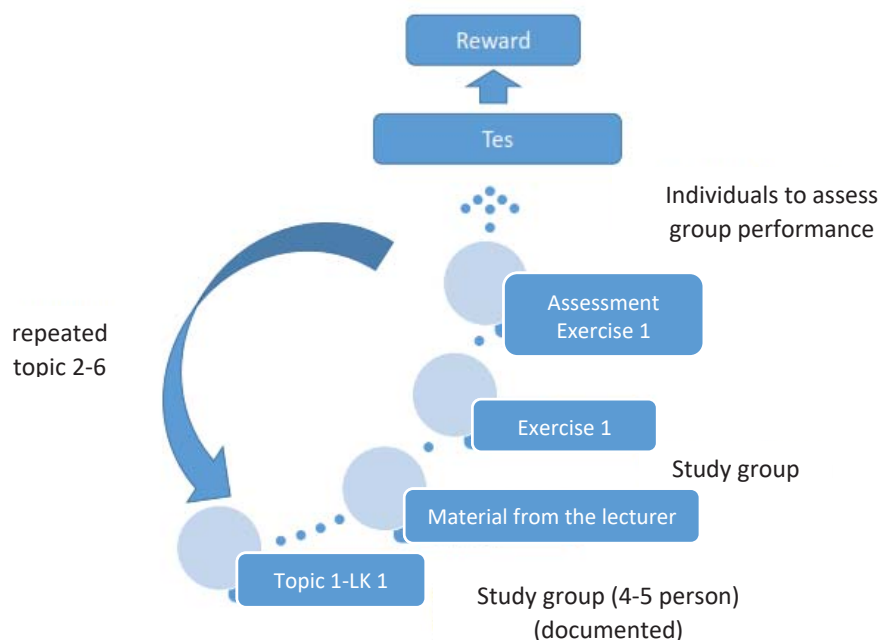 Reward
Tes
Individuals to assess
group performance
Assessment
Exercise 1
repeated
topic 2-6
Exercise 1
Study group
Material from the lecturer
Topic 1-LK 1
Study group (4-5 person)
(documented)